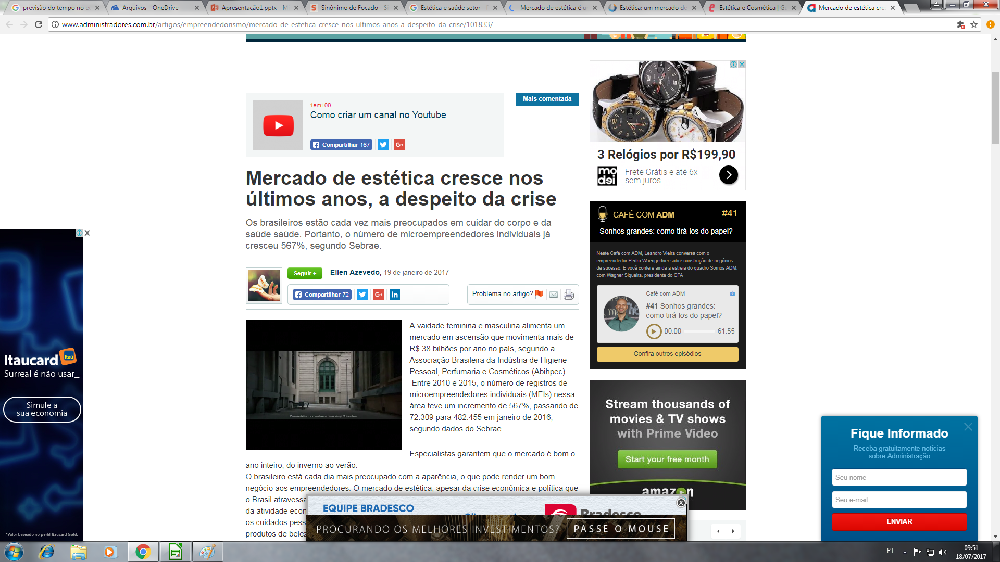 previsão do tempo no e
Arquivos - OneDrive
Apresentação1.pptx - M
Sinônimo de Focado - S
Estética e saúde setor - P
Mercado de estética é u
Estética: um mercado de
Estética e Cosmética | Gu
Mercado de estética cre
www.administradores.com.br/artigos/empreendedorismo/mercado-de-estetica-cresce-nos-ultimos-anos-a-despeito-da-crise/101833/
1em100
Como criar um canal no Youtube
Compartilhar 167
Mais comentada
Mercado de estética cresce nos
últimos anos, a despeito da crise
Os brasileiros estão cada vez mais preocupados em cuidar do corpo e da
saúde saúde. Portanto, o número de microempreendedores individuais já
cresceu 567%, segundo Sebrae.
Seguir +
Ellen Azevedo, 19 de janeiro de 2017
Compartilhar 72
Problema no artigo?
Professional driver on a closed course. Do not attempt. Options shown.
A vaidade feminina e masculina alimenta um
mercado em ascensão que movimenta mais de
R$ 38 bilhões por ano no país, segundo a
Associação Brasileira da Indústria de Higiene
Pessoal, Perfumaria e Cosméticos (Abihpec).
Entre 2010 e 2015, o número de registros de
microempreendedores individuais (MEIs) nessa
área teve um incremento de 567%, passando de
72.309 para 482.455 em janeiro de 2016,
segundo dados do Sebrae.
Especialistas garantem que o mercado é bom o
ano inteiro, do inverno ao verão.
O brasileiro está cada dia mais preocupado com a aparência, o que pode render um bom
negócio aos empreendedores. O mercado de estética, apesar da crise econômica e política que
o Brasil atravessa
da atividade econ
os cuidados pess
produtos de belez
EQUIPE BRADESCO
Bradesco
PROCURANDO OS MELHORES INVESTIMENTOS?
PASSE O MOUSE
3 Relógios por R$199,90
modei
Frete Grátis e até 6x
sem juros
CAFÉ COM ADM
#41
Sonhos grandes: como tirá-los do papel?
Neste Café com ADM, Leandro Vieira conversa com o
empreendedor Pedro Waengertner sobre construção de negócios
de sucesso. E você confere ainda a estreia do quadro Somos ADM,
com Wagner Siqueira, presidente do CFA
Café com ADM
#41 Sonhos grandes:
como tirá-los do papel?
00:00
61:55
Confira outros episódios
Stream thousands of
movies & TV shows
with Prime Video
Start your free month
amazon
Itaucard
Itaú
Surreal é não usar_
Simule a
sua economia
*Valor baseado no perfil Itaucard Gold.
Fique Informado
Receba gratuitamente notícias
sobre Administração
Seu nome
Seu e-mail
ENVIAR
PT
09:51
18/07/2017